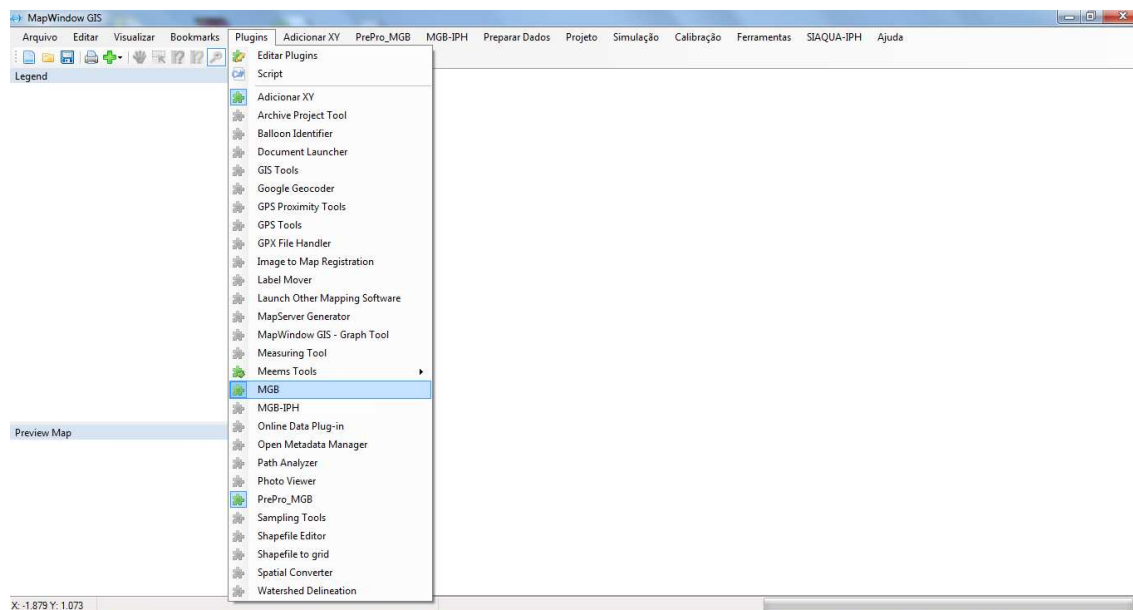 MapWindow GIS
Arquivo Editar Visualizar Bookmarks Plugins Adicionar XY PrePro_MGB MGB-IPH Preparar Dados Projeto Simulação Calibração Ferramentas SIAQUA-IPH Ajuda
Legend
Editar Plugins
C# Script
Adicionar XY
Archive Project Tool
Balloon Identifier
Document Launcher
GIS Tools
Google Geocoder
GPS Proximity Tools
GPS Tools
GPX File Handler
Image to Map Registration
Label Mover
Launch Other Mapping Software
MapServer Generator
MapWindow GIS - Graph Tool
Measuring Tool
Meems Tools
MGB
MGB-IPH
Online Data Plug-in
Open Metadata Manager
Path Analyzer
Photo Viewer
PrePro_MGB
Sampling Tools
Shapefile Editor
Shapefile to grid
Spatial Converter
Watershed Delineation
Preview Map
X: -1.879 Y: 1.073